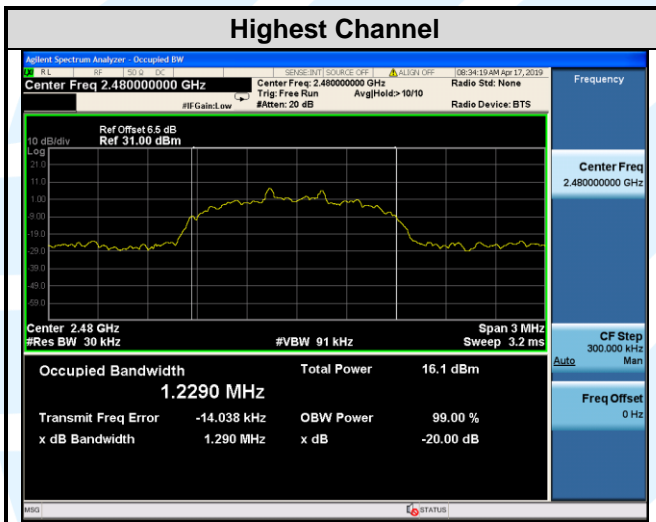 Highest Channel
Agilent Spectrum Analyzer - Occupied BW
RL RF 50 Ω DC SENSE:INT SOURCE OFF ALIGN OFF 08:34:19 AM Apr 17, 2019
Center Freq 2.480000000 GHz Center Freq: 2.480000000 GHz Radio Std: None Frequency
Trig: Free Run Avg|Hold:> 10/10
#IFGain:Low #Atten: 20 dB Radio Device: BTS
Ref Offset 6.5 dB
10 dB/div Ref 31.00 dBm
Log
21.0
11.0
1.00
-9.00
-19.0
-29.0
-39.0
-49.0
-59.0
Center Freq
2.480000000 GHz
Center 2.48 GHz Span 3 MHz
#Res BW 30 kHz #VBW 91 kHz Sweep 3.2 ms
CF Step
300.000 kHz
Auto Man
Freq Offset
0 Hz
Occupied Bandwidth Total Power 16.1 dBm
1.2290 MHz
Transmit Freq Error -14.038 kHz OBW Power 99.00 %
x dB Bandwidth 1.290 MHz x dB -20.00 dB
MSG STATUS